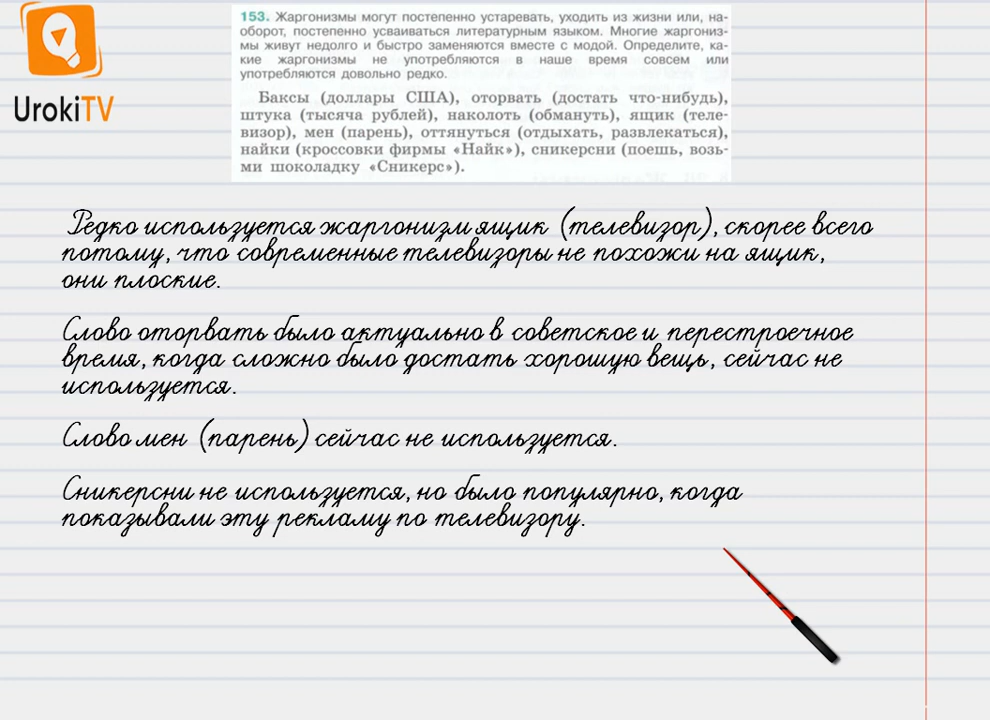 UrokiTV
153. Жаргонизмы могут постепенно устаревать, уходить из жизни или, на-
оборот, постепенно усваиваться литературным языком. Многие жаргониз-
мы живут недолго и быстро заменяются вместе с модой. Определите, ка-
кие жаргонизмы не употребляются в наше время совсем или
употребляются довольно редко.
Баксы (доллары США), оторвать (достать что-нибудь),
штука (тысяча рублей), наколоть (обмануть), ящик (теле-
визор), мен (парень), оттянуться (отдыхать, развлекаться),
найки (кроссовки фирмы «Найк»), сникерсни (поешь, возь-
ми шоколадку «Сникерс»).
Редко используется жаргонизм ящик (телевизор), скорее всего
потому, что современные телевизоры не похожи на ящик,
они плоские.
Слово оторвать было актуально в советское и перестроечное
время, когда сложно было достать хорошую вещь, сейчас не
используется.
Слово мен (парень) сейчас не используется.
Сникерсни не используется, но было популярно, когда
показывали эту рекламу по телевизору.